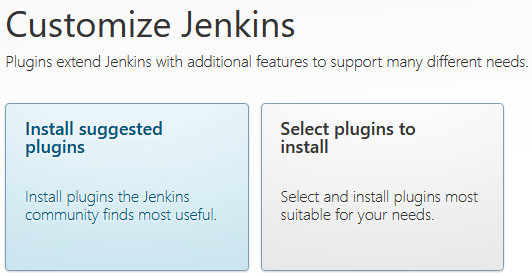 Customize Jenkins
Plugins extend Jenkins with additional features to support many different needs.
Install suggested
plugins
Install plugins the Jenkins
community finds most useful.
Select plugins to
install
Select and install plugins most
suitable for your needs.